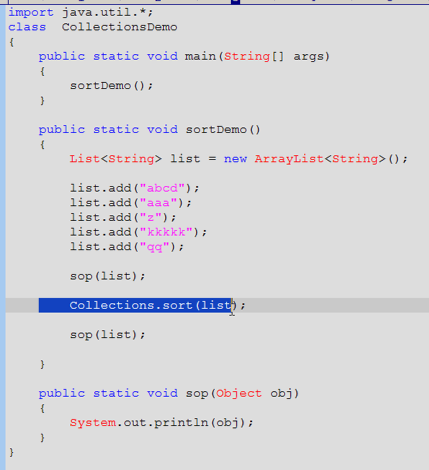 import java.util.*;
class  CollectionsDemo
{
    public static void main(String[] args)
    {
        sortDemo();
    }
    public static void sortDemo()
    {
        List<String> list = new ArrayList<String>();
        list.add("abcd");
        list.add("aaa");
        list.add("z");
        list.add("kkkkk");
        list.add("qq");
        sop(list);
        Collections.sort(list);
        sop(list);
    }
    public static void sop(Object obj)
    {
        System.out.println(obj);
    }
}